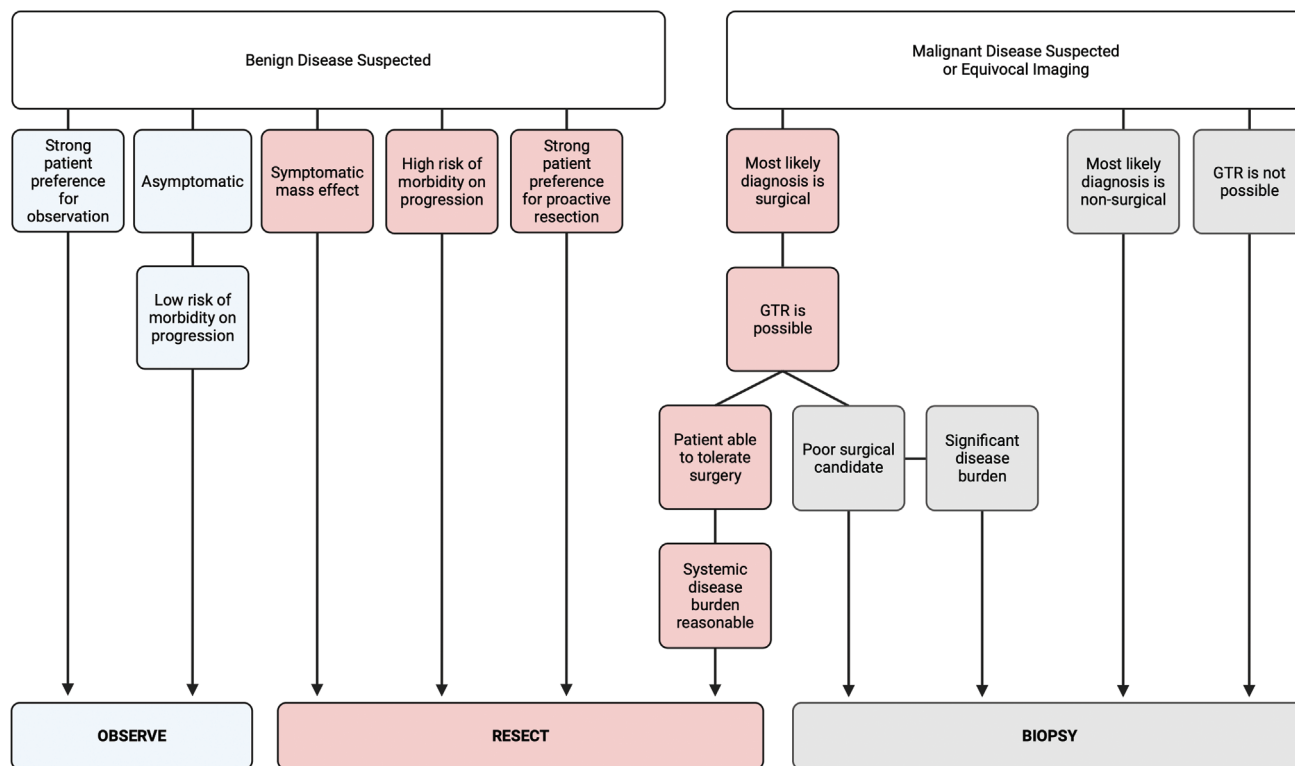 Benign Disease Suspected
Malignant Disease Suspected
or Equivocal Imaging
Strong
patient
preference
for
observation
Asymptomatic
Symptomatic
mass effect
High risk of
morbidity on
progression
Strong
patient
preference
for proactive
resection
Most likely
diagnosis is
surgical
Most likely
diagnosis is
non-surgical
GTR is not
possible
Low risk of
morbidity on
progression
GTR is
possible
Patient able
to tolerate
surgery
Poor surgical
candidate
Significant
disease
burden
Systemic
disease
burden
reasonable
OBSERVE
RESECT
BIOPSY